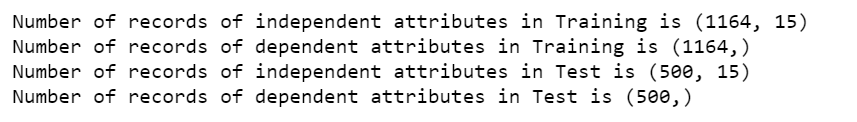 Number of records of independent attributes in Training is (1164, 15)
Number of records of dependent attributes in Training is (1164,)
Number of records of independent attributes in Test is (500, 15)
Number of records of dependent attributes in Test is (500,)